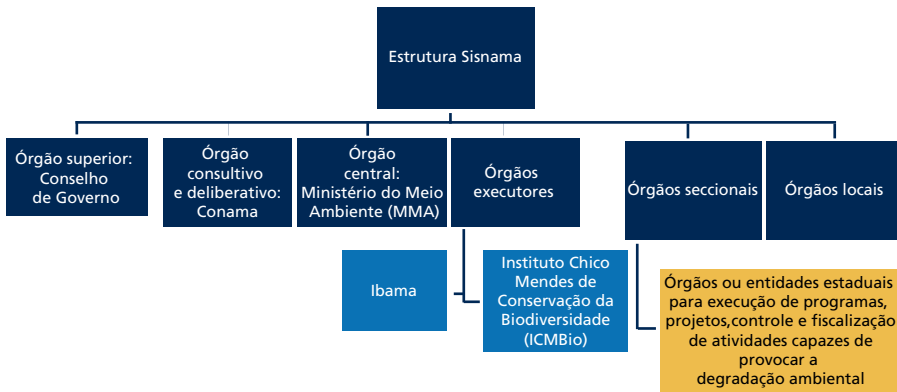 Estrutura Sisnama
Órgão superior:
Conselho
de Governo
Órgão
consultivo
e deliberativo:
Conama
Órgão
central:
Ministério do Meio
Ambiente (MMA)
Órgãos
executores
Órgãos seccionais
Órgãos locais
Ibama
Instituto Chico
Mendes de
Conservação da
Biodiversidade
(ICMBio)
Órgãos ou entidades estaduais
para execução de programas,
projetos,controle e fiscalização
de atividades capazes de
provocar a
degradação ambiental